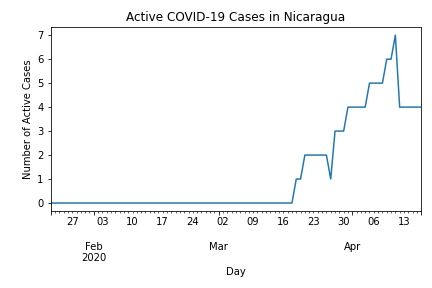 Active COVID-19 Cases in Nicaragua
Number of Active Cases
7
6
5
4
3
2
1
0
27 03 10 17 24 02 09 16 23 30 06 13
Feb Mar Apr
2020
Day